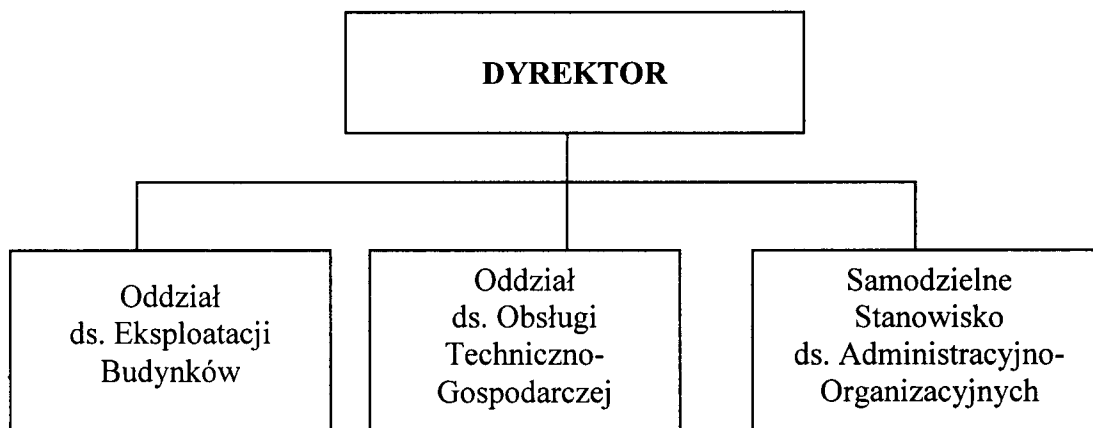 DYREKTOR
Oddział
ds. Eksploatacji
Budynków
Oddział
ds. Obsługi
Techniczno-
Gospodarczej
Samodzielne
Stanowisko
ds. Administracyjno-
Organizacyjnych